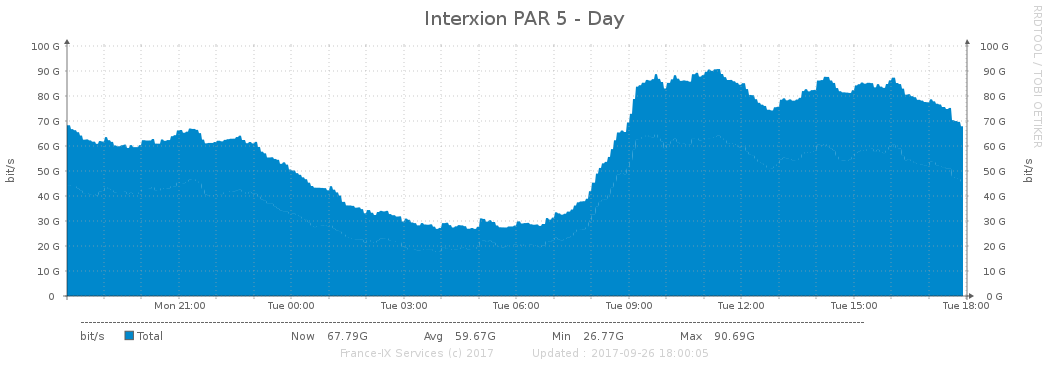 Interxion PAR 5 - Day
RRDTOOL / TOBI OETIKER
100 G 100 G
90 G 90 G
80 G 80 G
70 G 70 G
60 G 60 G
50 G 50 G
40 G 40 G
30 G 30 G
20 G 20 G
10 G 10 G
0 0 G
bit/s
bit/s
Mon 21:00 Tue 00:00 Tue 03:00 Tue 06:00 Tue 09:00 Tue 12:00 Tue 15:00 Tue 18:00
bit/s Total Now 67.79G Avg 59.67G Min 26.77G Max 90.69G
France-IX Services (c) 2017 Updated : 2017-09-26 18:00:05